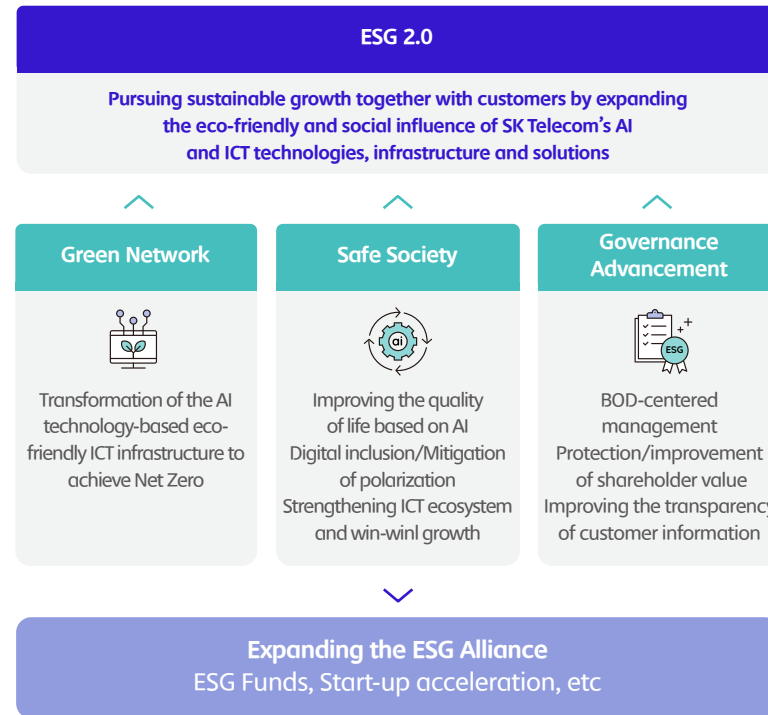 ESG 2.0
Pursuing sustainable growth together with customers by expanding
the eco-friendly and social influence of SK Telecom's AI
and ICT technologies, infrastructure and solutions
Green Network
Transformation of the AI
technology-based eco-
friendly ICT infrastructure to
achieve Net Zero
Safe Society
ai
Improving the quality
of life based on AI
Digital inclusion/Mitigation
of polarization
Strengthening ICT ecosystem
and win-winl growth
Governance
Advancement
ESG
BOD-centered
management
Protection/improvement
of shareholder value
Improving the transparency
of customer information
Expanding the ESG Alliance
ESG Funds, Start-up acceleration, etc